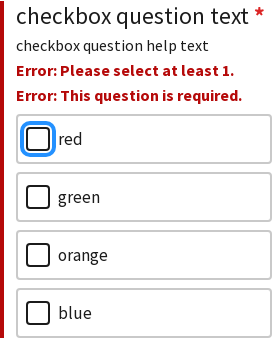 checkbox question text *
checkbox question help text
Error: Please select at least 1.
Error: This question is required.
red
green
orange
blue